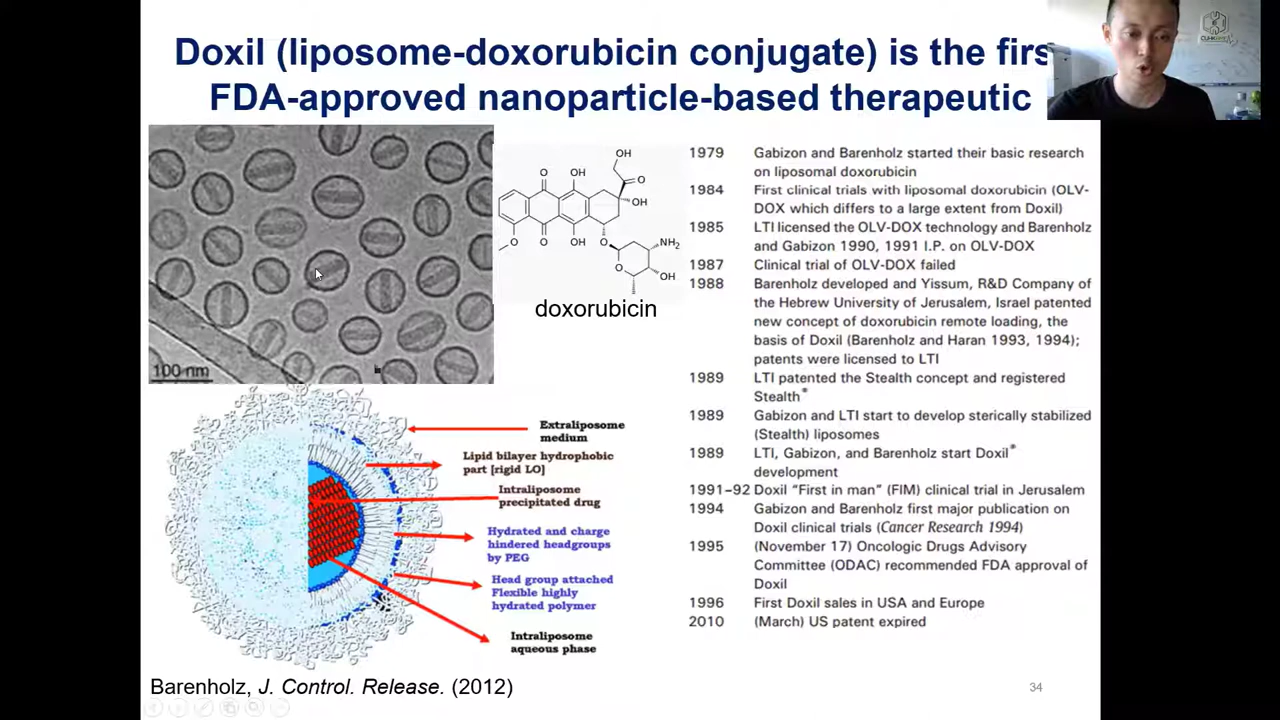 Doxil (liposome-doxorubicin conjugate) is the firs
FDA-approved nanoparticle-based therapeutic
100 nm
OH
O
OH
O
OH
O
O
OH
O
NH2
O
OH
doxorubicin
Extraliposome
medium
Lipid bilayer hydrophobic
part [rigid LO]
Intraliposome
precipitated drug
Hydrated and charge
hindered headgroups
by PEG
Head group attached
Flexible highly
hydrated polymer
Intraliposome
aqueous phase
1979 Gabizon and Barenholz started their basic research
on liposomal doxorubicin
1984 First clinical trials with liposomal doxorubicin (OLV-
DOX which differs to a large extent from Doxil)
1985 LTI licensed the OLV-DOX technology and Barenholz
and Gabizon 1990, 1991 I.P. on OLV-DOX
1987 Clinical trial of OLV-DOX failed
1988 Barenholz developed and Yissum, R&D Company of
the Hebrew University of Jerusalem, Israel patented
new concept of doxorubicin remote loading, the
basis of Doxil (Barenholz and Haran 1993, 1994);
patents were licensed to LTI
1989 LTI patented the Stealth concept and registered
Stealth®
1989 Gabizon and LTI start to develop sterically stabilized
(Stealth) liposomes
1989 LTI, Gabizon, and Barenholz start Doxil®
development
1991–92 Doxil “First in man” (FIM) clinical trial in Jerusalem
1994 Gabizon and Barenholz first major publication on
Doxil clinical trials (Cancer Research 1994)
1995 (November 17) Oncologic Drugs Advisory
Committee (ODAC) recommended FDA approval of
Doxil
1996 First Doxil sales in USA and Europe
2010 (March) US patent expired
Barenholz, J. Control. Release. (2012)
34